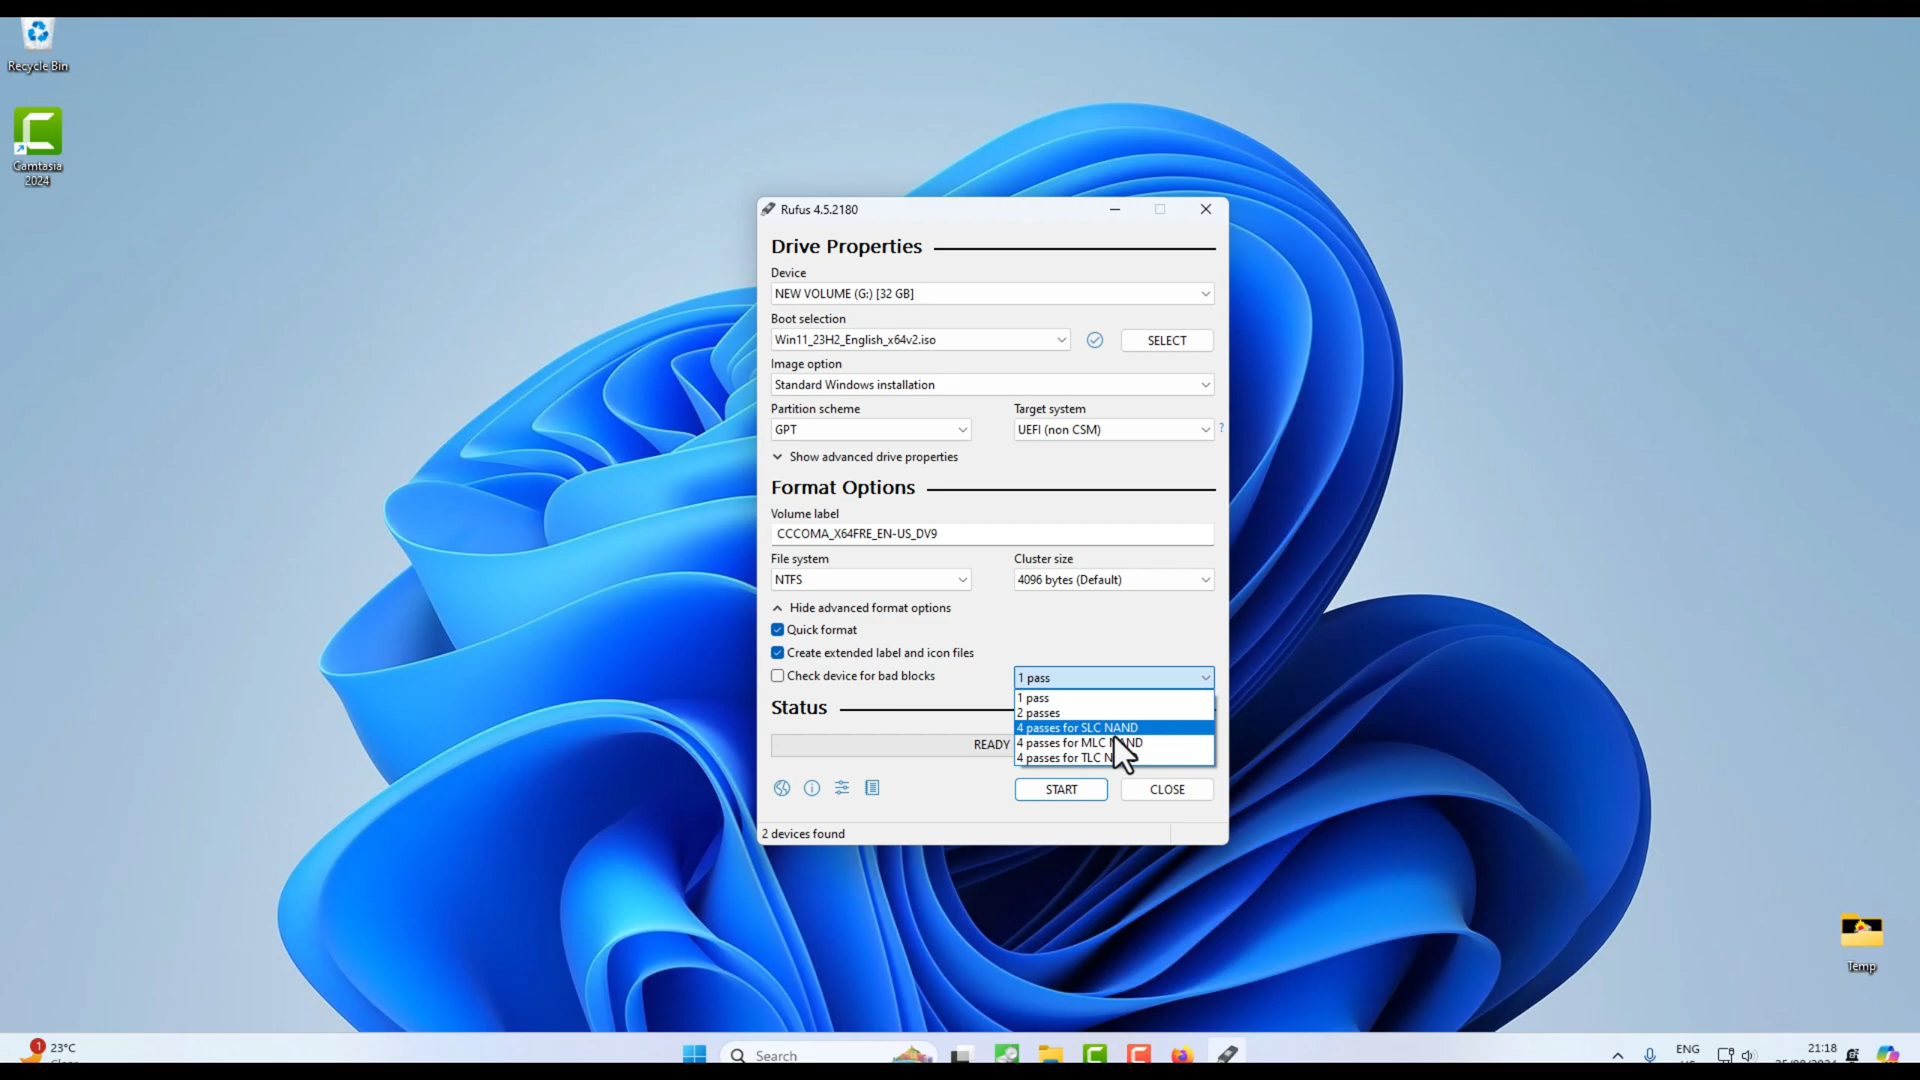 Recycle Bin
Camtasia
2024
Rufus 4.5.2180
Drive Properties
Device
NEW VOLUME (G:) [32 GB]
Boot selection
Win11_23H2_English_x64v2.iso
SELECT
Image option
Standard Windows installation
Partition scheme
Target system
GPT
UEFI (non CSM)
?
Show advanced drive properties
Format Options
Volume label
CCCOMA_X64FRE_EN-US_DV9
File system
Cluster size
NTFS
4096 bytes (Default)
Hide advanced format options
Quick format
Create extended label and icon files
Check device for bad blocks
1 pass
1 pass
2 passes
4 passes for SLC NAND
4 passes for MLC NAND
4 passes for TLC
Status
READY
START
CLOSE
2 devices found
Temp
1
23°C
Search
ENG
21:18